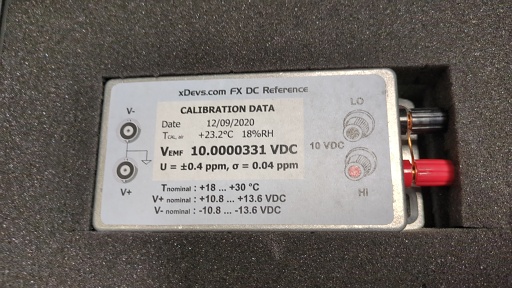 xDevs.com FX DC Reference
CALIBRATION DATA
Date 12/09/2020
TCAL, air +23.2°C 18%RH
VEMF 10.0000331 VDC
U = ±0.4 ppm, σ = 0.04 ppm
Tnominal : +18 ... +30 °C
V+ nominal : +10.8 ... +13.6 VDC
V- nominal : -10.8 ... -13.6 VDC
V-
V+
LO
10 VDC
Hi